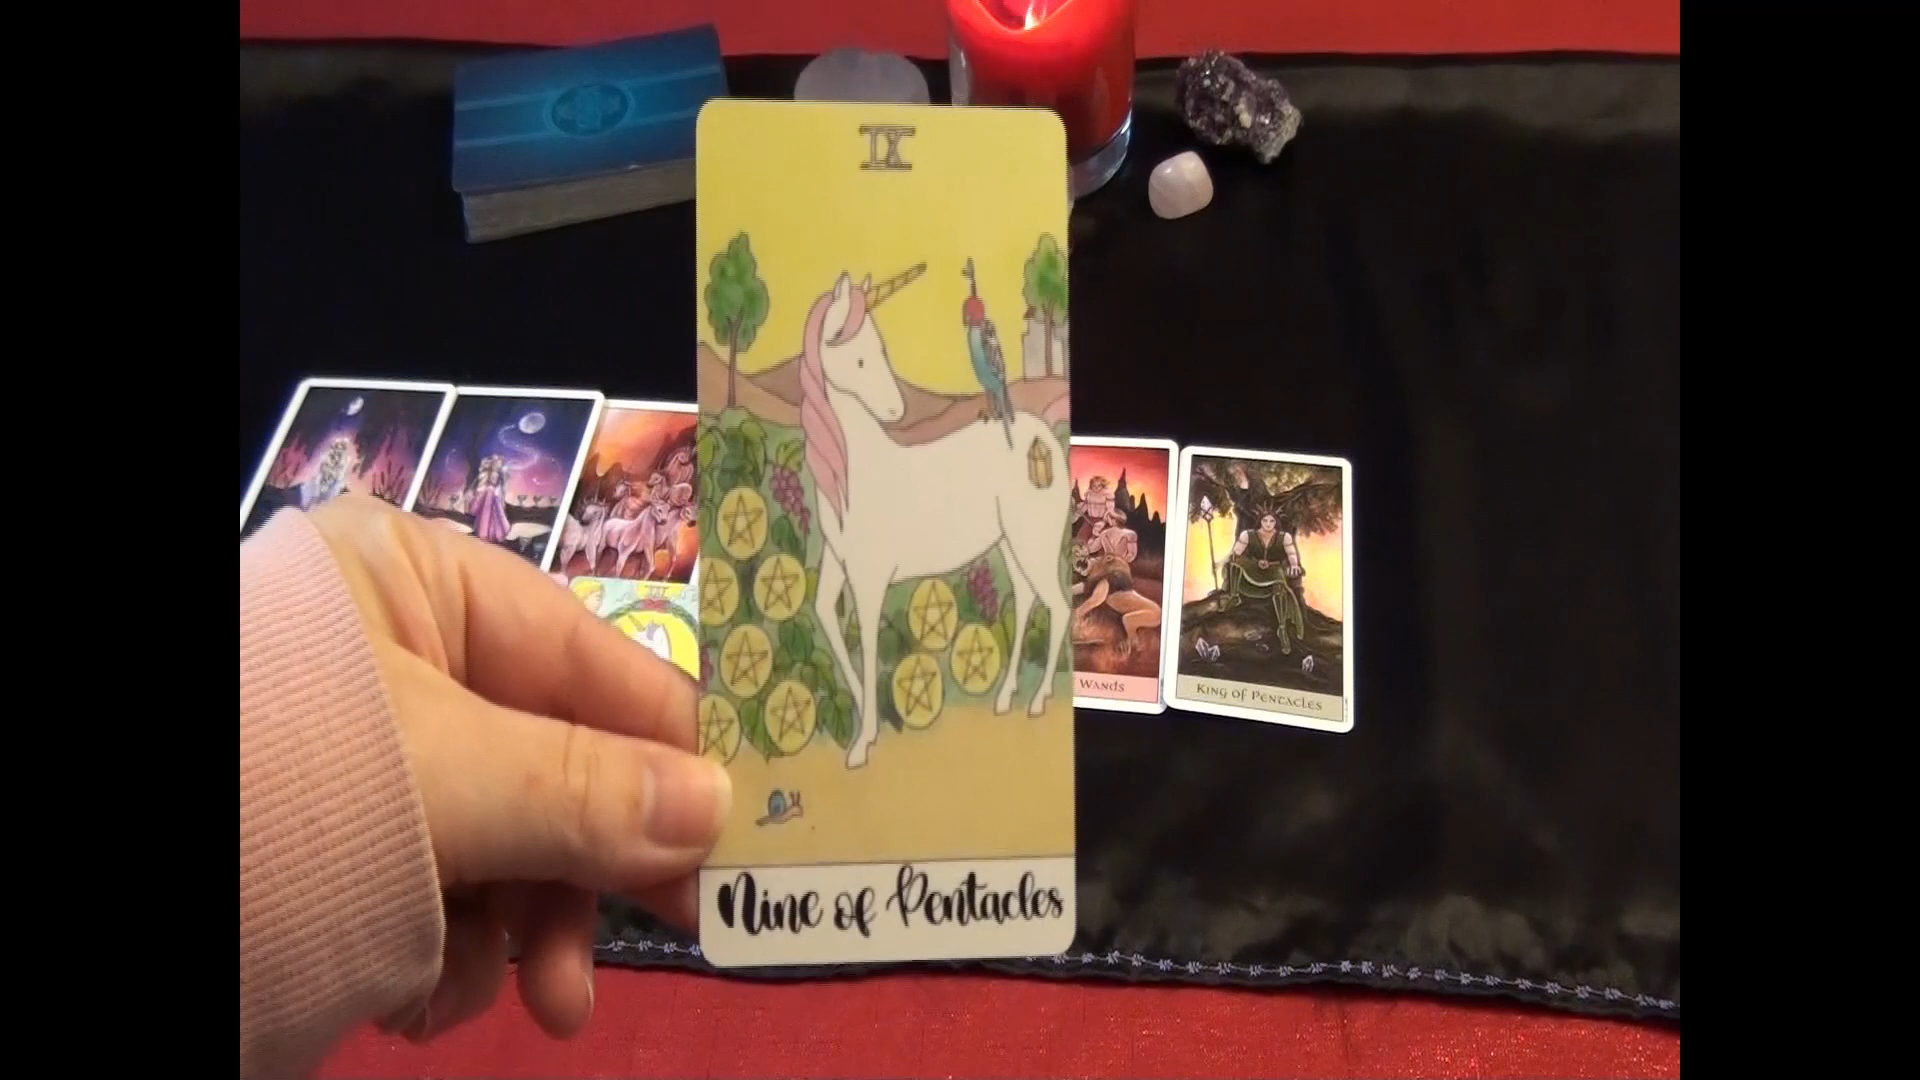 IX
Nine of Pentacles
Wands
King of Pentacles